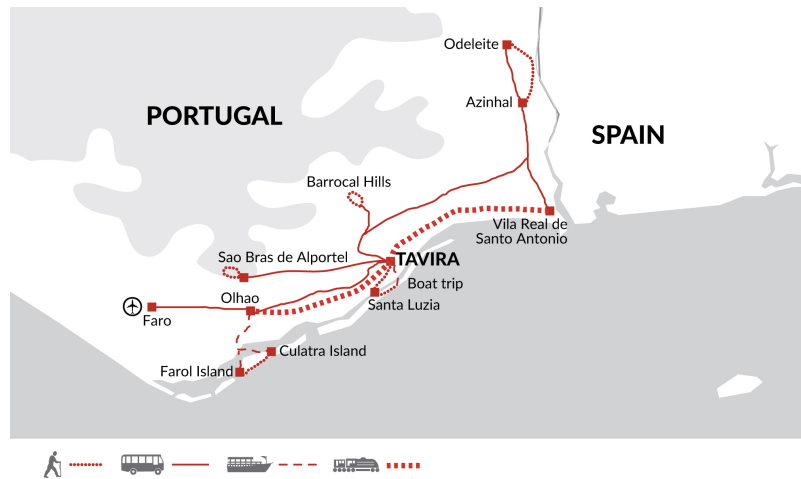 Odeleite
Azinhal
PORTUGAL
SPAIN
Barrocal Hills
Vila Real de
Santo Antonio
Sao Bras de Alportel
TAVIRA
Boat trip
Olhao
Santa Luzia
Faro
Culatra Island
Farol Island